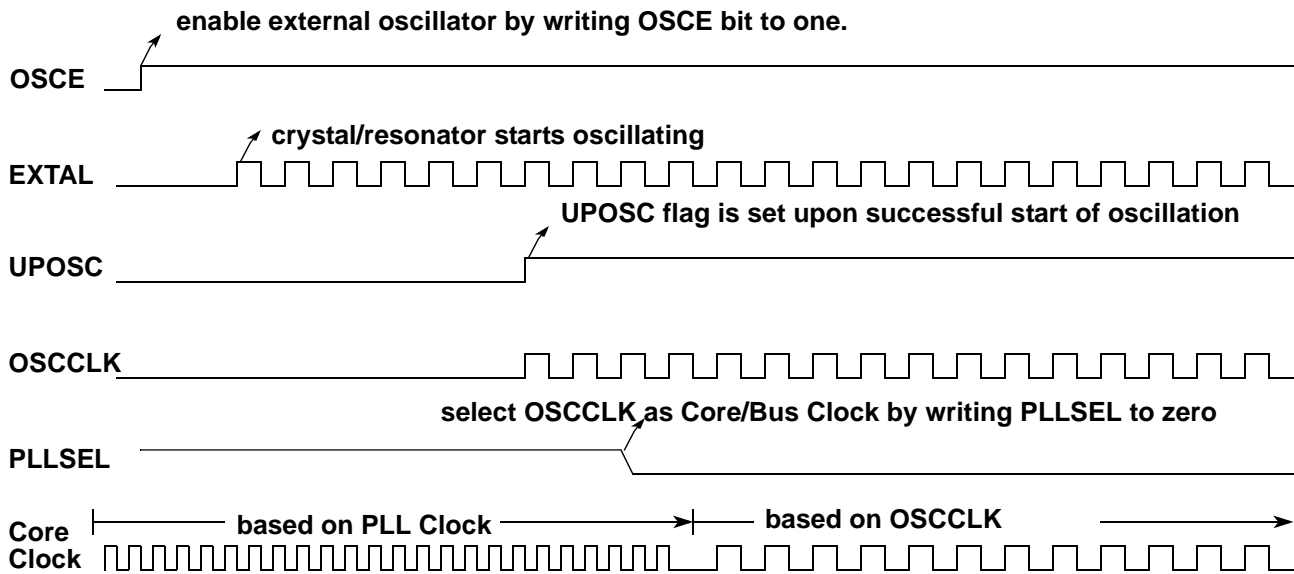 enable external oscillator by writing OSCE bit to one.
OSCE
crystal/resonator starts oscillating
EXTAL
UPOSC flag is set upon successful start of oscillation
UPOSC
OSCCLK
select OSCCLK as Core/Bus Clock by writing PLLSEL to zero
PLLSEL
based on PLL Clock
based on OSCCLK
Core
Clock